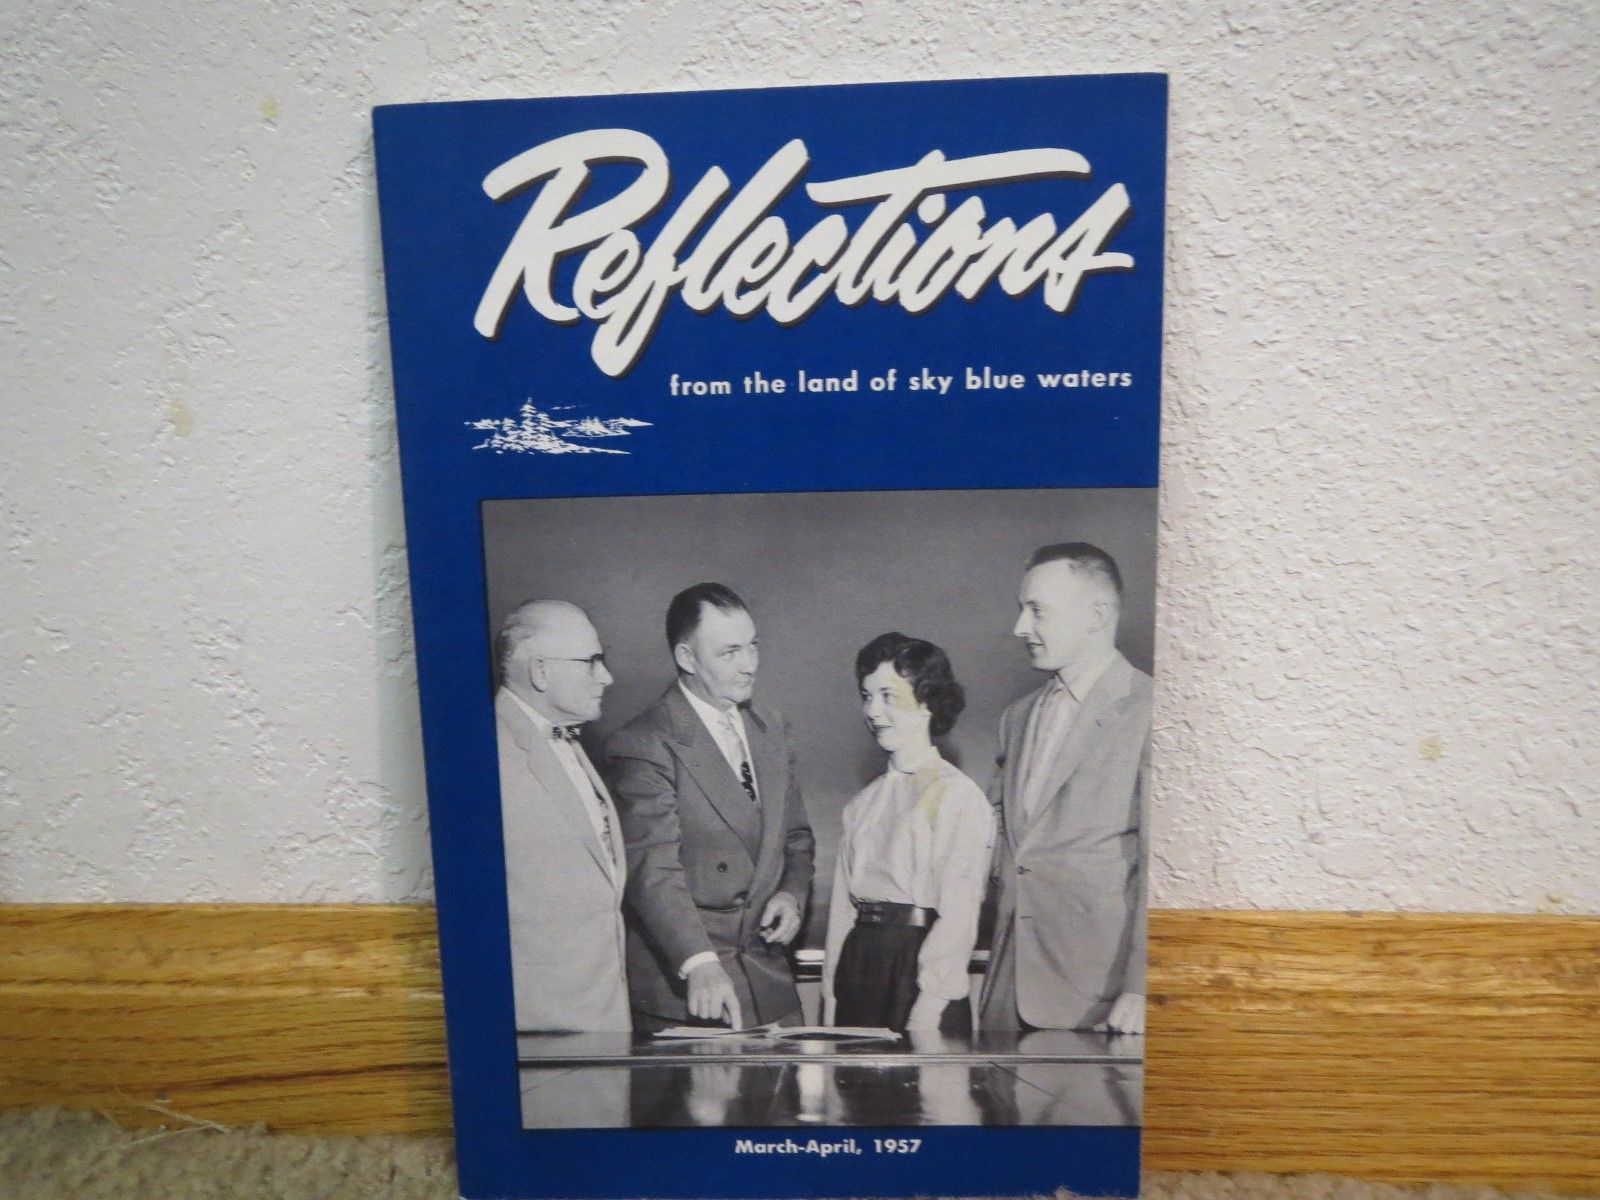 Reflections
from the land of sky blue waters
March-April, 1957